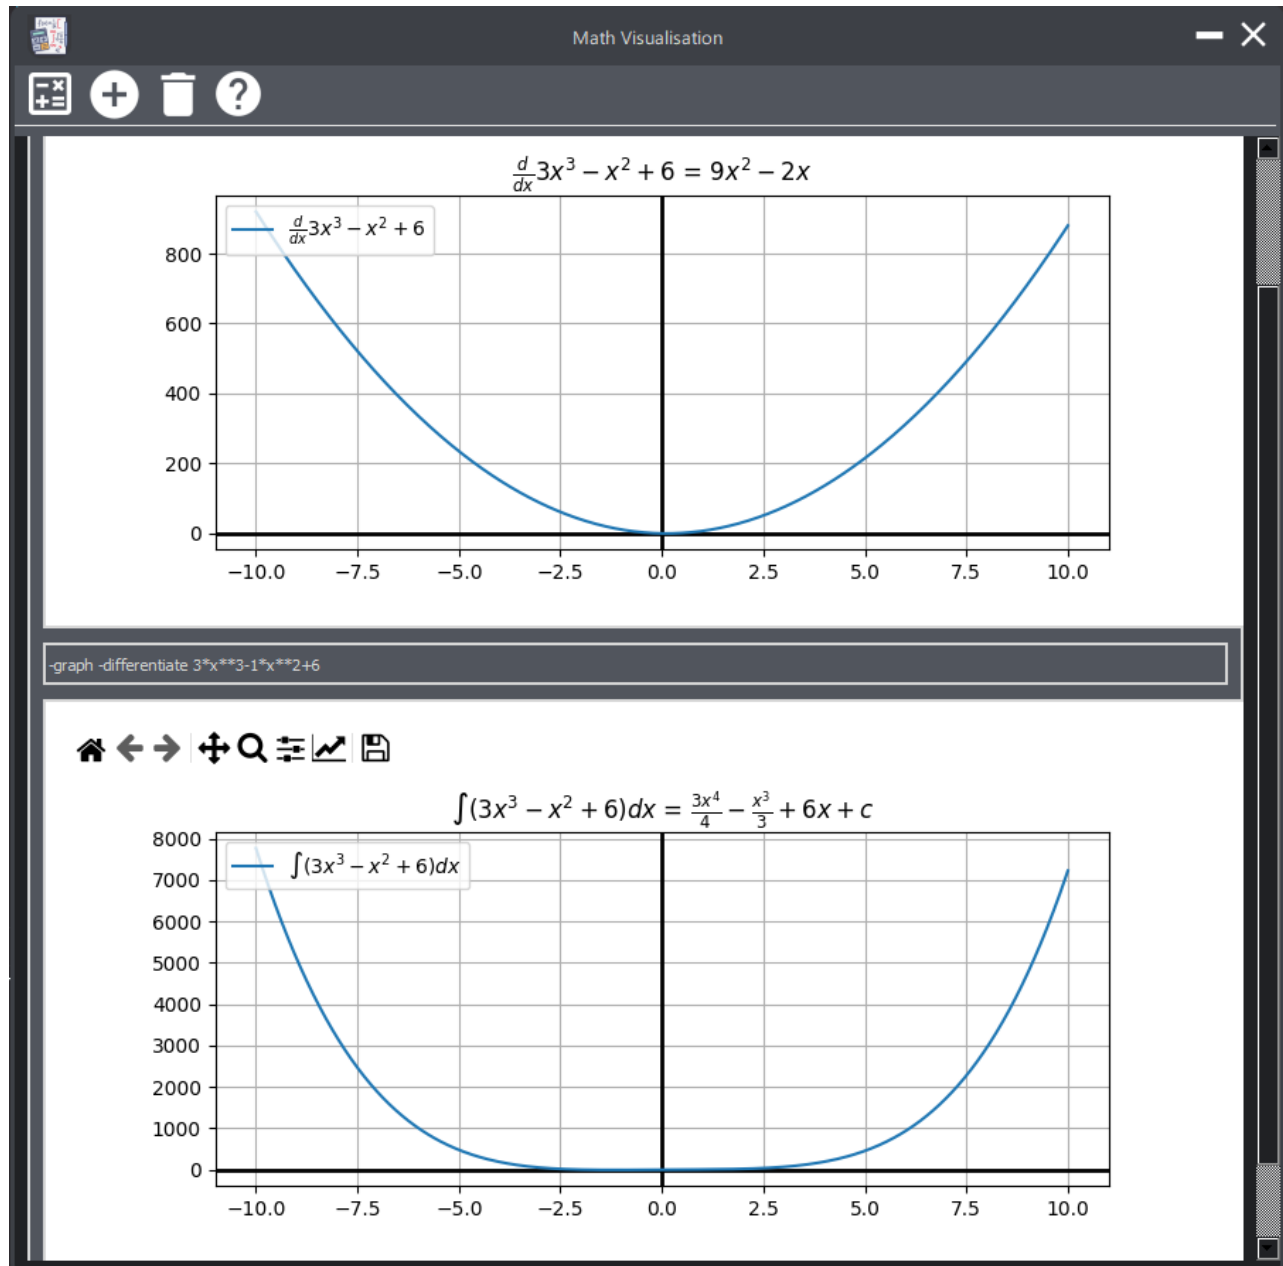 Math Visualisation
d/dx 3x³ − x² + 6 = 9x² − 2x
d/dx 3x³ − x² + 6
800
600
400
200
0
−10.0 −7.5 −5.0 −2.5 0.0 2.5 5.0 7.5 10.0
-graph -differentiate 3*x**3-1*x**2+6
∫(3x³ − x² + 6)dx = 3x⁴/4 − x³/3 + 6x + c
8000
∫(3x³ − x² + 6)dx
7000
6000
5000
4000
3000
2000
1000
0
−10.0 −7.5 −5.0 −2.5 0.0 2.5 5.0 7.5 10.0